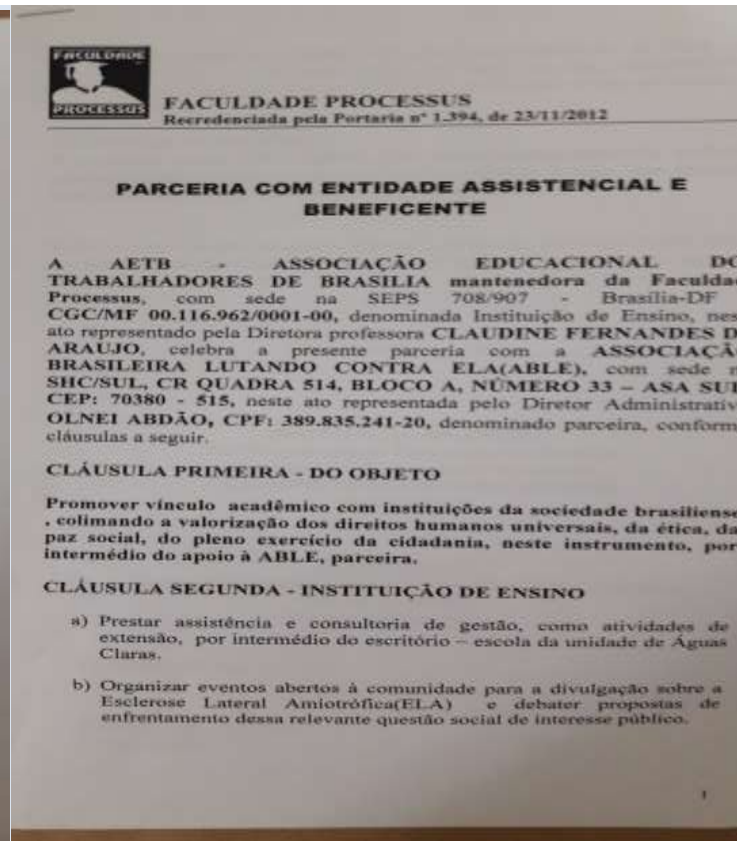 FACULDADE
PROCESSUS
FACULDADE PROCESSUS
Recredenciada pela Portaria nº 1.394, de 23/11/2012
PARCERIA COM ENTIDADE ASSISTENCIAL E
BENEFICENTE
A AETB - ASSOCIAÇÃO EDUCACIONAL DO
TRABALHADORES DE BRASILIA mantenedora da Faculdad
Processus, com sede na SEPS 708/907 - Brasília-DF
CGC/MF 00.116.962/0001-00, denominada Instituição de Ensino, nest
ato representado pela Diretora professora CLAUDINE FERNANDES D
ARAUJO, celebra a presente parceria com a ASSOCIAÇÃ
BRASILEIRA LUTANDO CONTRA ELA(ABLE), com sede n
SHC/SUL, CR QUADRA 514, BLOCO A, NÚMERO 33 – ASA SUL
CEP: 70380 - 515, neste ato representada pelo Diretor Administrativ
OLNEI ABDÃO, CPF: 389.835.241-20, denominado parceira, conform
cláusulas a seguir.
CLÁUSULA PRIMEIRA - DO OBJETO
Promover vínculo acadêmico com instituições da sociedade brasiliense
, colimando a valorização dos direitos humanos universais, da ética, da
paz social, do pleno exercício da cidadania, neste instrumento, por
intermédio do apoio à ABLE, parceira.
CLÁUSULA SEGUNDA - INSTITUIÇÃO DE ENSINO
a) Prestar assistência e consultoria de gestão, como atividades de
extensão, por intermédio do escritório – escola da unidade de Águas
Claras.
b) Organizar eventos abertos à comunidade para a divulgação sobre a
Esclerose Lateral Amiotrófica(ELA) e debater propostas de
enfrentamento dessa relevante questão social de interesse público.
1